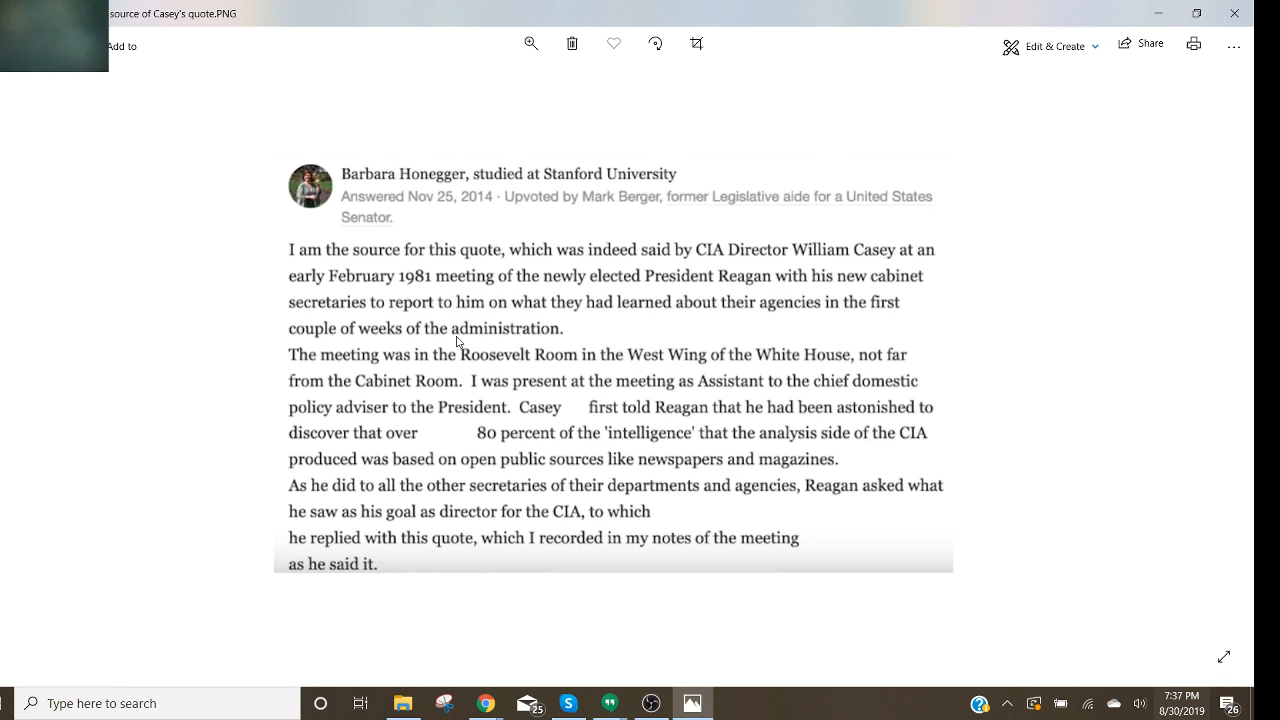 source of Casey's quote.PNG
Add to
Edit & Create
Share
Barbara Honegger, studied at Stanford University
Answered Nov 25, 2014 · Upvoted by Mark Berger, former Legislative aide for a United States
Senator.
I am the source for this quote, which was indeed said by CIA Director William Casey at an
early February 1981 meeting of the newly elected President Reagan with his new cabinet
secretaries to report to him on what they had learned about their agencies in the first
couple of weeks of the administration.
The meeting was in the Roosevelt Room in the West Wing of the White House, not far
from the Cabinet Room. I was present at the meeting as Assistant to the chief domestic
policy adviser to the President. Casey first told Reagan that he had been astonished to
discover that over 80 percent of the 'intelligence' that the analysis side of the CIA
produced was based on open public sources like newspapers and magazines.
As he did to all the other secretaries of their departments and agencies, Reagan asked what
he saw as his goal as director for the CIA, to which
he replied with this quote, which I recorded in my notes of the meeting
as he said it.
Type here to search
25
7:37 PM
8/30/2019
26